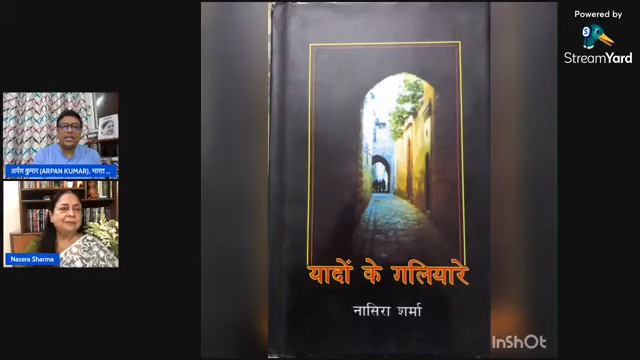 Powered by
StreamYard
अर्पण कुमार (ARPAN KUMAR), भारत ...
Nasera Sharma
यादों के गलियारे
नासिरा शर्मा
InShOt